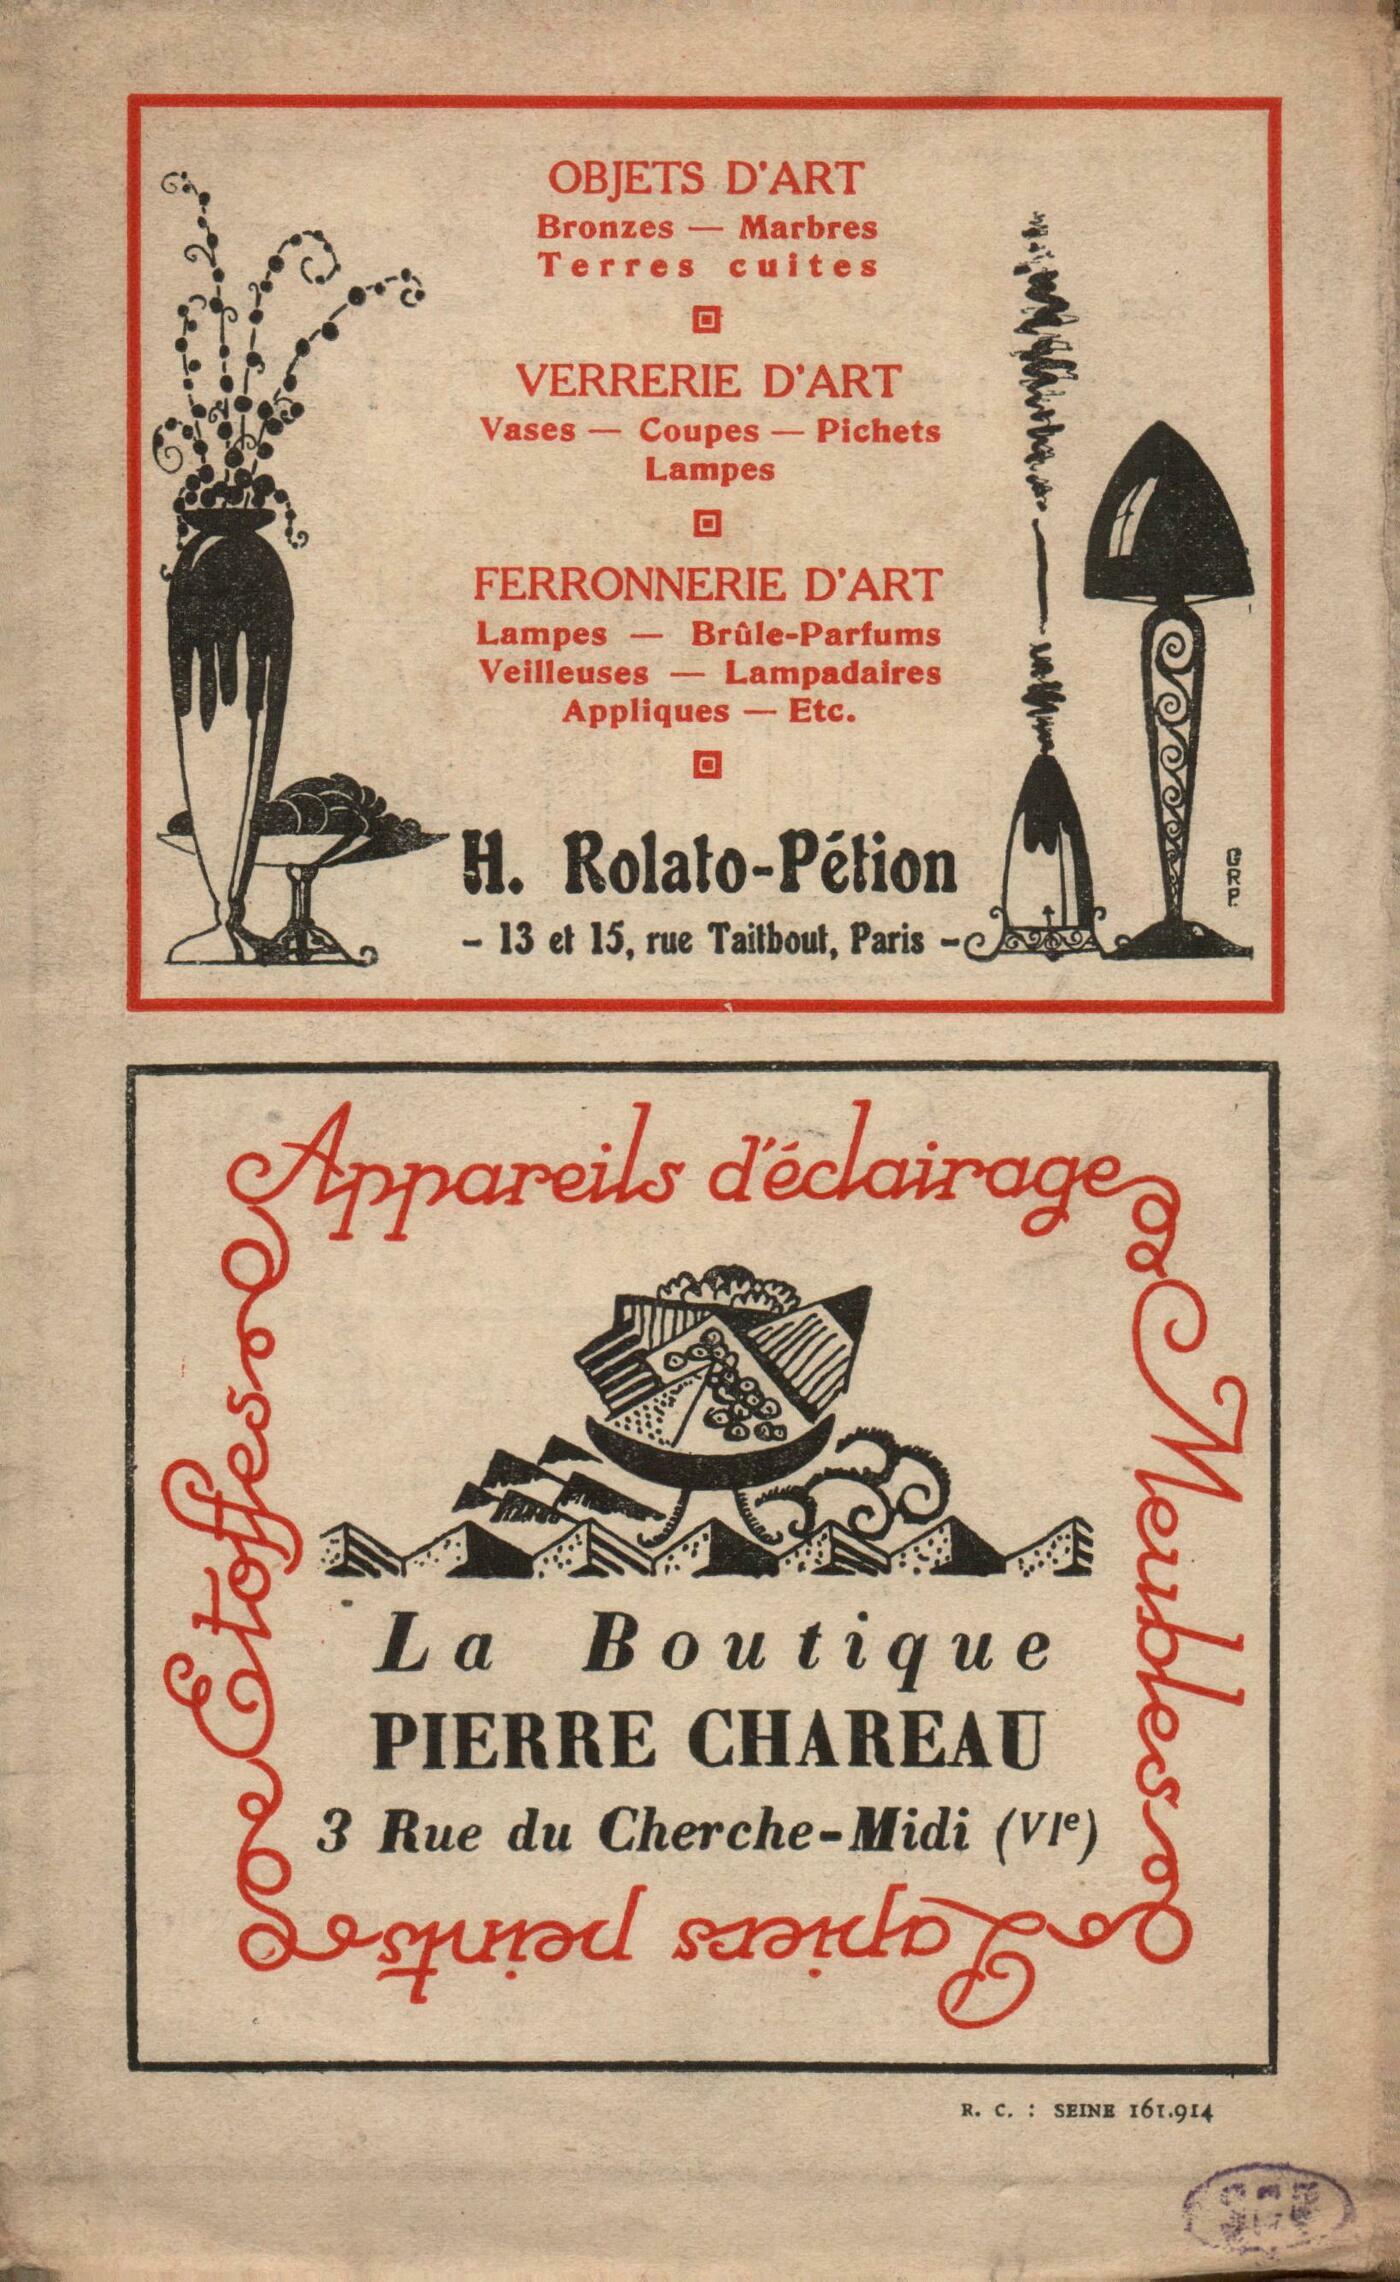 OBJETS D'ART
Bronzes — Marbres
Terres cuites
VERRERIE D'ART
Vases — Coupes — Pichets
Lampes
FERRONNERIE D'ART
Lampes — Brûle-Parfums
Veilleuses — Lampadaires
Appliques — Etc.
H. Rolato-Pétion
- 13 et 15, rue Taitbout, Paris -
GRP.
Appareils d'éclairage
Meubles
Papiers peints
Etoffes
La Boutique
PIERRE CHAREAU
3 Rue du Cherche-Midi (VIe)
R. C. : SEINE 161.914